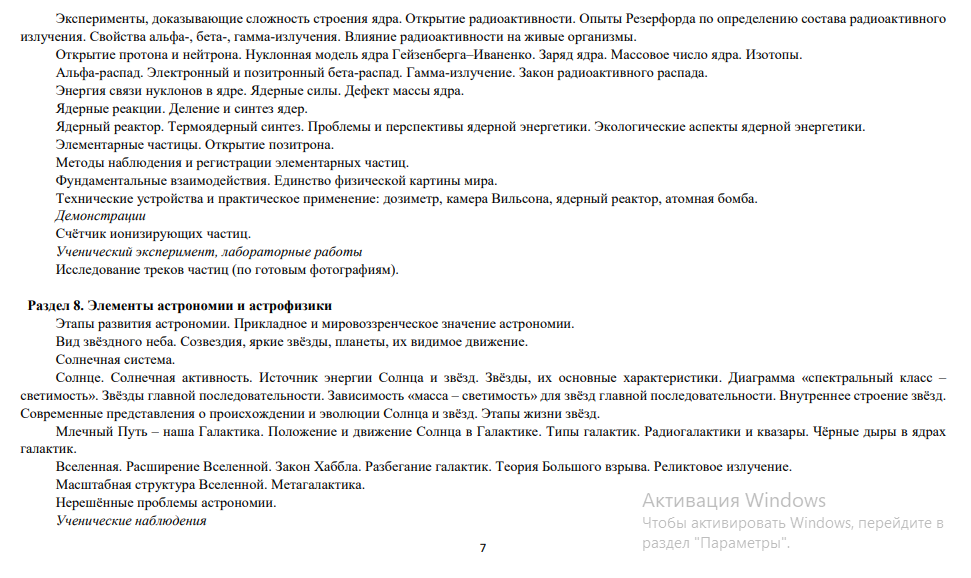 Эксперименты, доказывающие сложность строения ядра. Открытие радиоактивности. Опыты Резерфорда по определению состава радиоактивного
излучения. Свойства альфа-, бета-, гамма-излучения. Влияние радиоактивности на живые организмы.
Открытие протона и нейтрона. Нуклонная модель ядра Гейзенберга–Иваненко. Заряд ядра. Массовое число ядра. Изотопы.
Альфа-распад. Электронный и позитронный бета-распад. Гамма-излучение. Закон радиоактивного распада.
Энергия связи нуклонов в ядре. Ядерные силы. Дефект массы ядра.
Ядерные реакции. Деление и синтез ядер.
Ядерный реактор. Термоядерный синтез. Проблемы и перспективы ядерной энергетики. Экологические аспекты ядерной энергетики.
Элементарные частицы. Открытие позитрона.
Методы наблюдения и регистрации элементарных частиц.
Фундаментальные взаимодействия. Единство физической картины мира.
Технические устройства и практическое применение: дозиметр, камера Вильсона, ядерный реактор, атомная бомба.
Демонстрации
Счётчик ионизирующих частиц.
Ученический эксперимент, лабораторные работы
Исследование треков частиц (по готовым фотографиям).
Раздел 8. Элементы астрономии и астрофизики
Этапы развития астрономии. Прикладное и мировоззренческое значение астрономии.
Вид звёздного неба. Созвездия, яркие звёзды, планеты, их видимое движение.
Солнечная система.
Солнце. Солнечная активность. Источник энергии Солнца и звёзд. Звёзды, их основные характеристики. Диаграмма «спектральный класс –
светимость». Звёзды главной последовательности. Зависимость «масса – светимость» для звёзд главной последовательности. Внутреннее строение звёзд.
Современные представления о происхождении и эволюции Солнца и звёзд. Этапы жизни звёзд.
Млечный Путь – наша Галактика. Положение и движение Солнца в Галактике. Типы галактик. Радиогалактики и квазары. Чёрные дыры в ядрах
галактик.
Вселенная. Расширение Вселенной. Закон Хаббла. Разбегание галактик. Теория Большого взрыва. Реликтовое излучение.
Масштабная структура Вселенной. Метагалактика.
Нерешённые проблемы астрономии.
Ученические наблюдения
Активация Windows
Чтобы активировать Windows, перейдите в
раздел "Параметры".
7